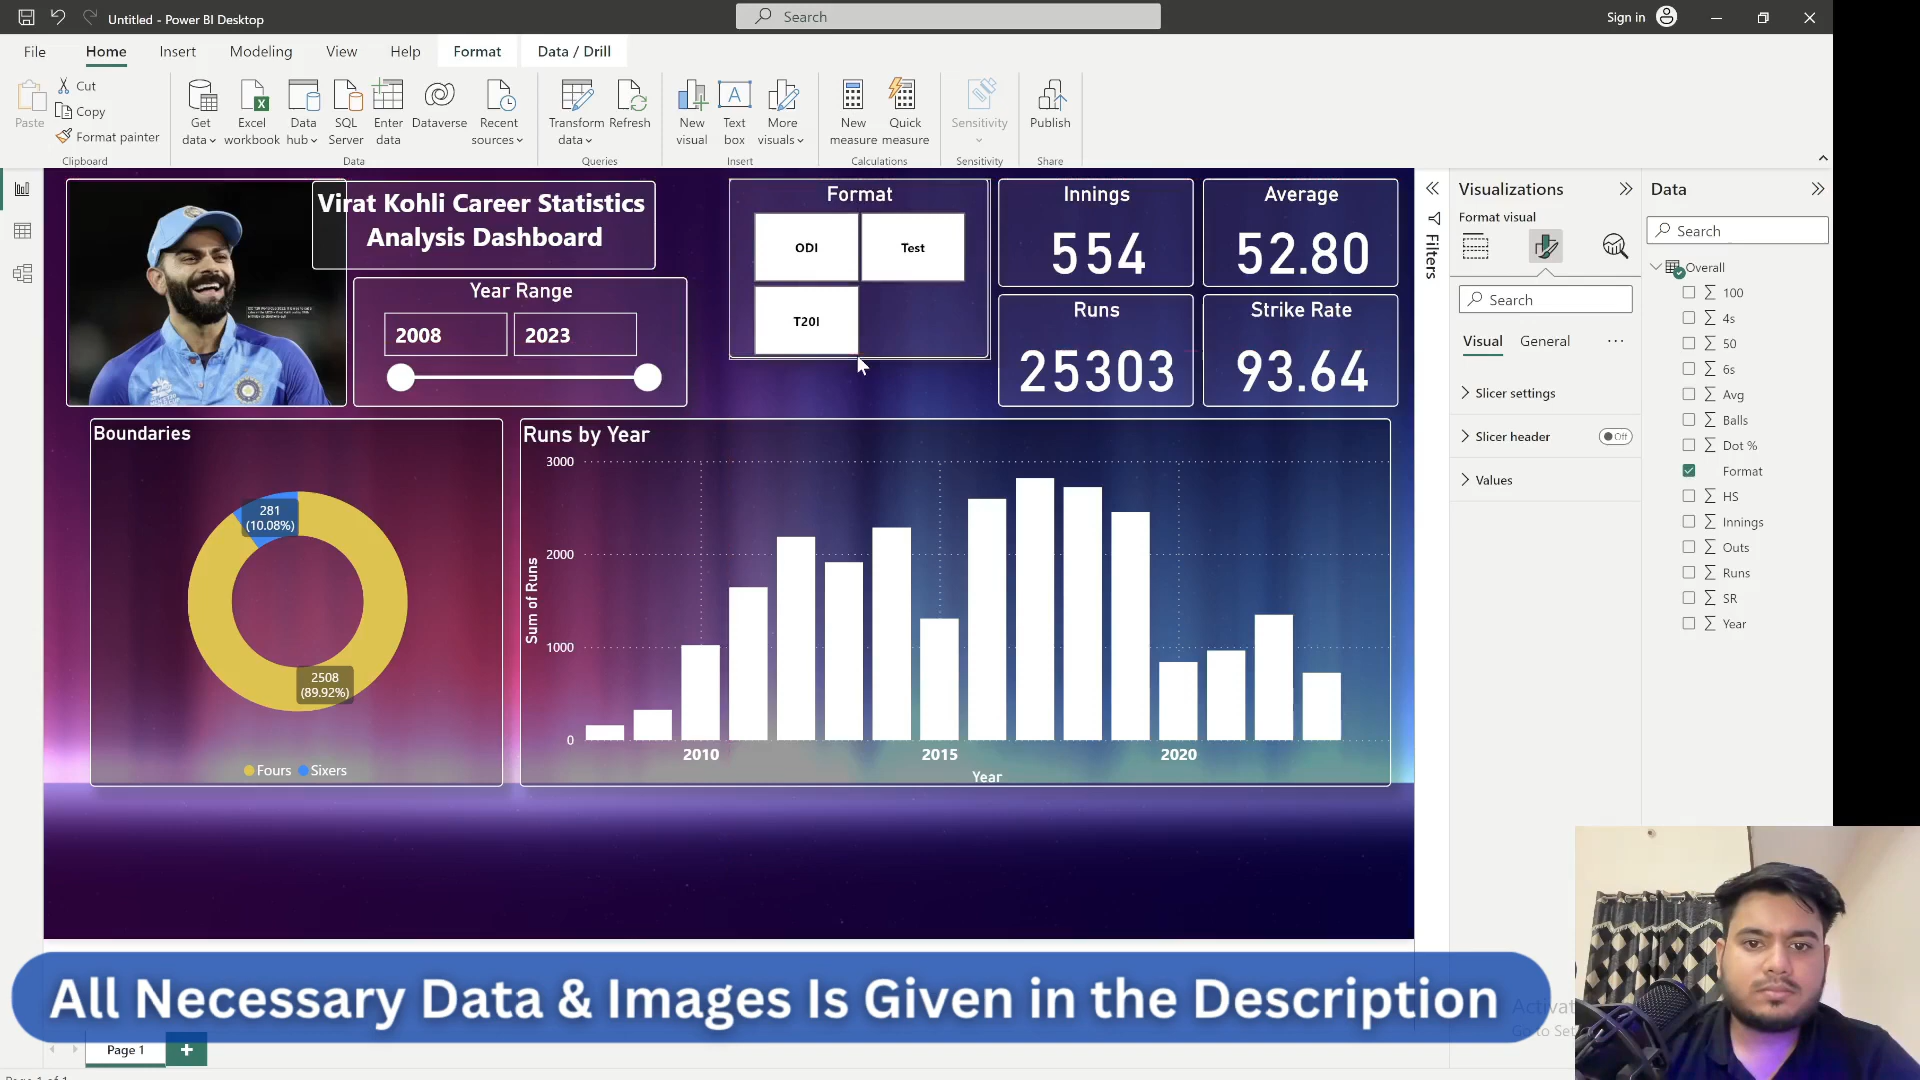 Untitled - Power BI Desktop
Search
Sign in
File
Home
Insert
Modeling
View
Help
Format
Data / Drill
Paste
Cut
Copy
Format painter
Get
data
Excel
workbook
Data
hub
SQL
Server
Enter
data
Dataverse
Recent
sources
Transform
data
Refresh
New
visual
Text
box
More
visuals
New
measure
Quick
measure
Sensitivity
Publish
Clipboard
Data
Queries
Insert
Calculations
Sensitivity
Share
Virat Kohli Career Statistics
Analysis Dashboard
Year Range
2008
2023
Format
ODI
Test
T20I
Innings
554
Average
52.80
Runs
25303
Strike Rate
93.64
Boundaries
281
(10.08%)
2508
(89.92%)
Fours
Sixers
Runs by Year
3000
2000
1000
0
Sum of Runs
2010
2015
2020
Year
Filters
Visualizations
Format visual
Search
Visual
General
...
Slicer settings
Slicer header
Off
Values
Data
Search
Overall
Σ 100
Σ 4s
Σ 50
Σ 6s
Σ Avg
Σ Balls
Σ Dot %
Format
Σ HS
Σ Innings
Σ Outs
Σ Runs
Σ SR
Σ Year
All Necessary Data & Images Is Given in the Description
Page 1
+